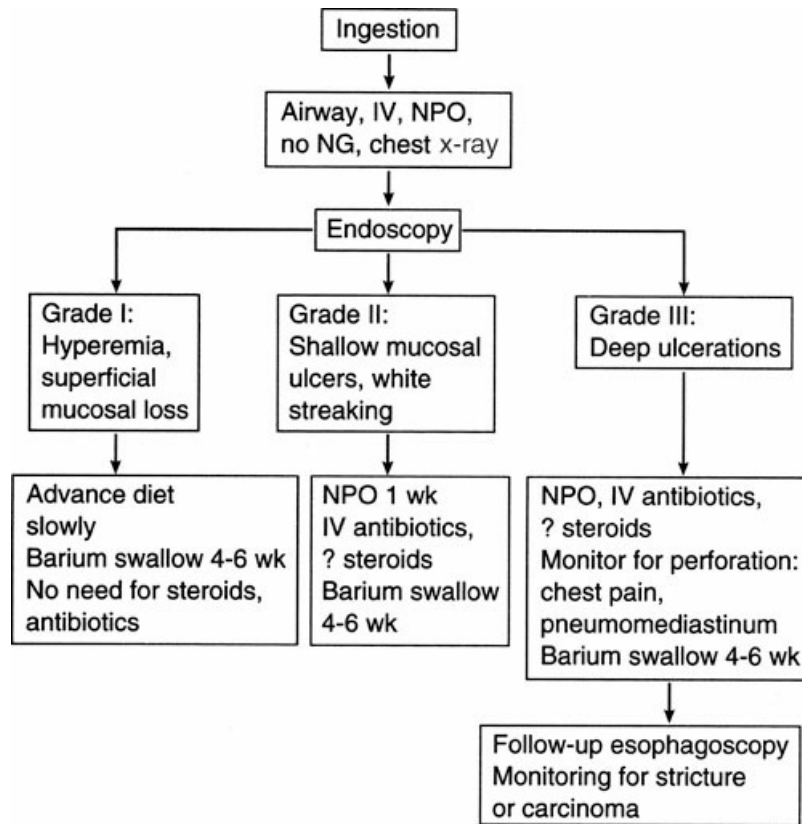 Ingestion
Airway, IV, NPO,
no NG, chest x-ray
Endoscopy
Grade I:
Hyperemia,
superficial
mucosal loss
Grade II:
Shallow mucosal
ulcers, white
streaking
Grade III:
Deep ulcerations
Advance diet
slowly
Barium swallow 4-6 wk
No need for steroids,
antibiotics
NPO 1 wk
IV antibiotics,
? steroids
Barium swallow
4-6 wk
NPO, IV antibiotics,
? steroids
Monitor for perforation:
chest pain,
pneumomediastinum
Barium swallow 4-6 wk
Follow-up esophagoscopy
Monitoring for stricture
or carcinoma